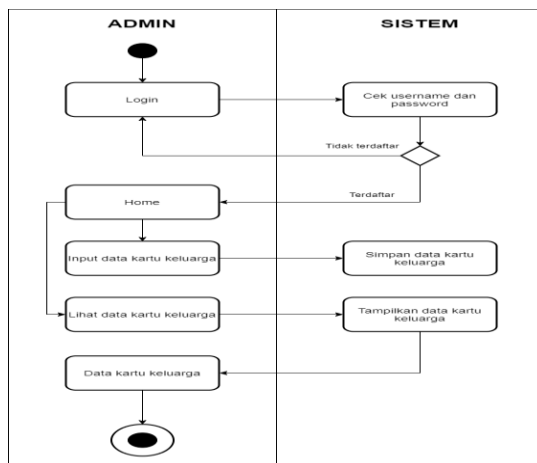 ADMIN
SISTEM
Login
Cek username dan
password
Tidak terdaftar
Terdaftar
Home
Input data kartu keluarga
Simpan data kartu
keluarga
Lihat data kartu keluarga
Tampilkan data kartu
keluarga
Data kartu keluarga